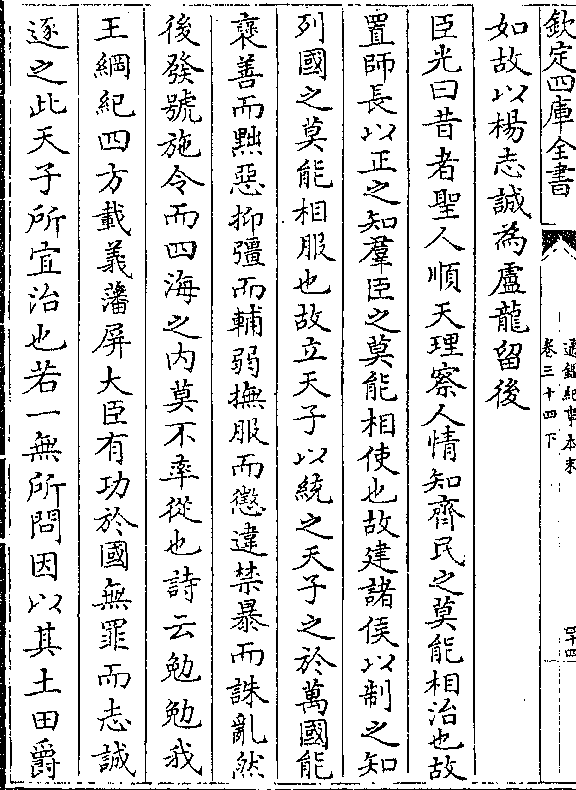 欽定四庫全書
通鑑紀事本末
卷三十四下
四十四
如故以楊志誠為盧龍留後
臣光曰昔者聖人順天理察人情知齊民之莫能相治也故
置師長以正之知羣臣之莫能相使也故建諸侯以制之知
列國之莫能相服也故立天子以統之天子之於萬國能
襃善而黜惡抑彊而輔弱撫服而懲違禁暴而誅亂然
後發號施令而四海之内莫不率從也詩云勉勉我
王綱紀四方載義藩屏大臣有功於國無罪而志誠
逐之此天子所宜治也若一無所問因以其土田爵